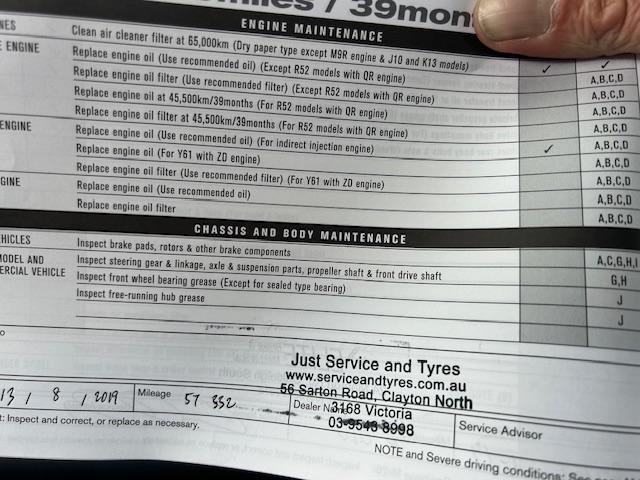 / 39mon
ENGINE MAINTENANCE
NES Clean air cleaner filter at 65,000km (Dry paper type except M9R engine & J10 and K13 models) ✓ ✓
E ENGINE Replace engine oil (Use recommended oil) (Except R52 models with QR engine) A,B,C,D
Replace engine oil filter (Use recommended filter) (Except R52 models with QR engine) A,B,C,D
Replace engine oil at 45,500km/39months (For R52 models with QR engine) A,B,C,D
Replace engine oil filter at 45,500km/39months (For R52 models with QR engine) A,B,C,D
ENGINE Replace engine oil (Use recommended oil) (For indirect injection engine) ✓ A,B,C,D
Replace engine oil (For Y61 with ZD engine) A,B,C,D
Replace engine oil filter (Use recommended filter) (For Y61 with ZD engine) A,B,C,D
GINE Replace engine oil (Use recommended oil) A,B,C,D
Replace engine oil filter A,B,C,D
CHASSIS AND BODY MAINTENANCE
HICLES Inspect brake pads, rotors & other brake components A,C,G,H,I
MODEL AND Inspect steering gear & linkage, axle & suspension parts, propeller shaft & front drive shaft G,H
ERCIAL VEHICLE Inspect front wheel bearing grease (Except for sealed type bearing) J
Inspect free-running hub grease J
o
Just Service and Tyres
www.serviceandtyres.com.au
56 Sarton Road, Clayton North
3168 Victoria
03-9548 8998
13 / 8 / 2019 Mileage 57 352 Dealer Service Advisor
t: Inspect and correct, or replace as necessary.
NOTE and Severe driving conditions: